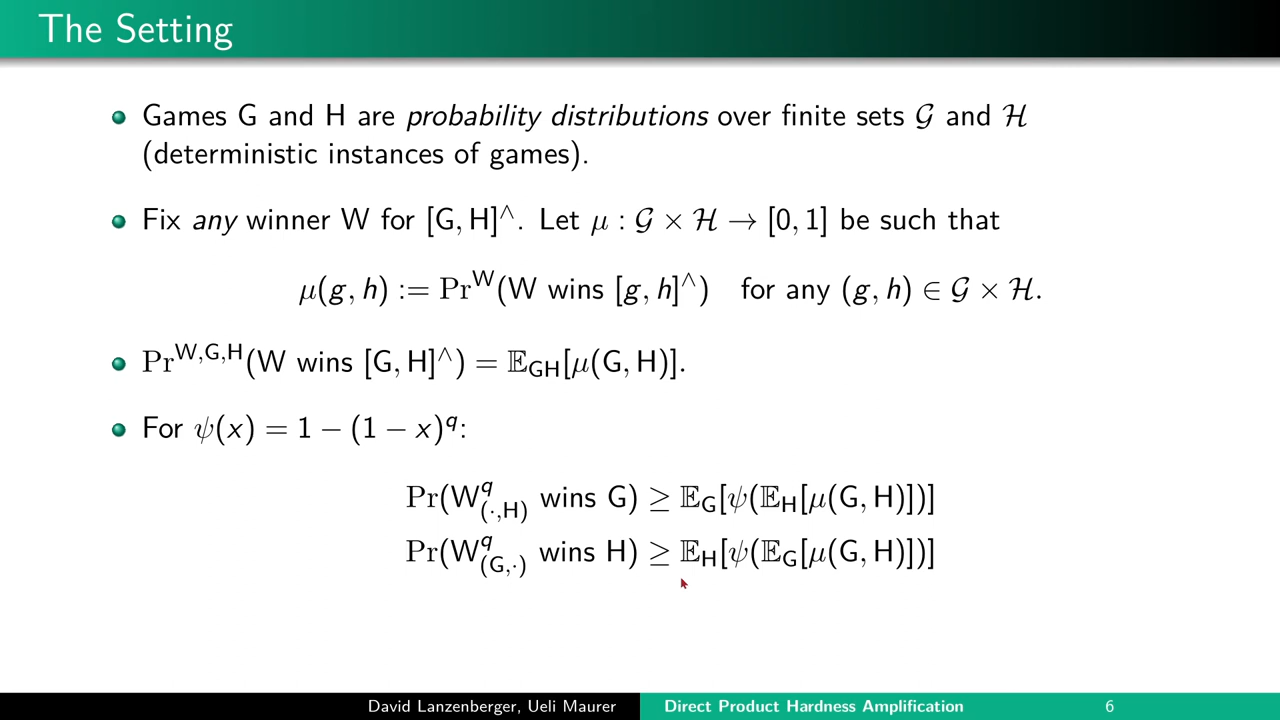 The Setting
Games G and H are probability distributions over finite sets 𝒢 and ℋ
(deterministic instances of games).
Fix any winner W for [G, H]^∧. Let μ : 𝒢 × ℋ → [0, 1] be such that
μ(g, h) := Pr^W(W wins [g, h]^∧) for any (g, h) ∈ 𝒢 × ℋ.
Pr^{W,G,H}(W wins [G, H]^∧) = 𝔼_{GH}[μ(G, H)].
For ψ(x) = 1 − (1 − x)^q:
Pr(W^q_{(·,H)} wins G) ≥ 𝔼_G[ψ(𝔼_H[μ(G, H)])]
Pr(W^q_{(G,·)} wins H) ≥ 𝔼_H[ψ(𝔼_G[μ(G, H)])]
David Lanzenberger, Ueli Maurer Direct Product Hardness Amplification 6